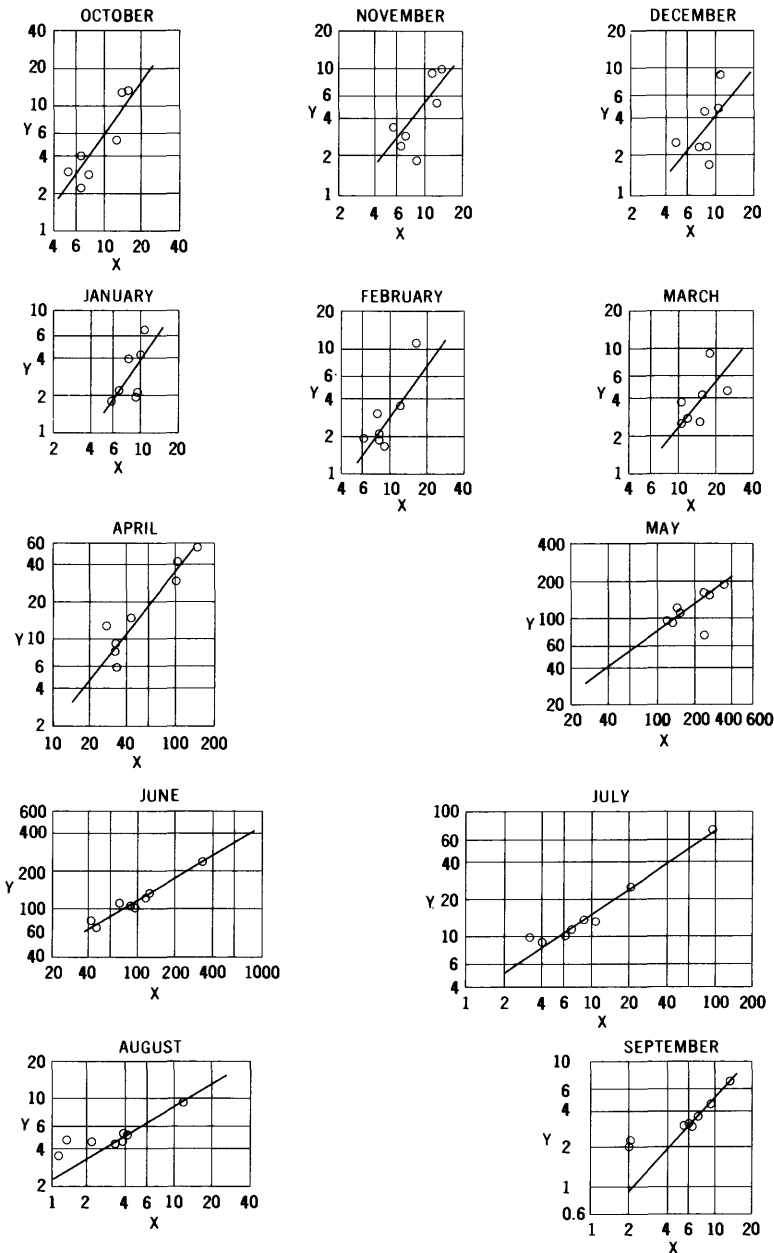 OCTOBER NOVEMBER DECEMBER
40 20 20
20
10 10 10
Y 6 Y 6 Y 6
4 4 4
2 2 2
1 1 1
4 6 10 20 40 2 4 6 10 20 2 4 6 10 20
X X X
JANUARY FEBRUARY MARCH
10 20 20
6 10 10
Y 4 Y 6 Y 6
4 4
2 2 2
1 1 1
2 4 6 10 20 4 6 10 20 40 2 4 10 20 40
X X X
APRIL MAY
60 400
40
20 200
Y 10 Y 100
6 60
4 40
2 20
10 20 40 100 200 20 40 100 200 400 600
X X
JUNE JULY
600 100
400 60
40
200
Y Y 20
100 10
60 6
40 4
20 40 100 200 400 1000 1 2 4 6 10 20 40 100 200
X X
AUGUST SEPTEMBER
20 10
10 6
4
Y 6 Y 2
4 1
2 0.6
1 2 4 6 10 20 40 1 2 4 6 10 20
X X